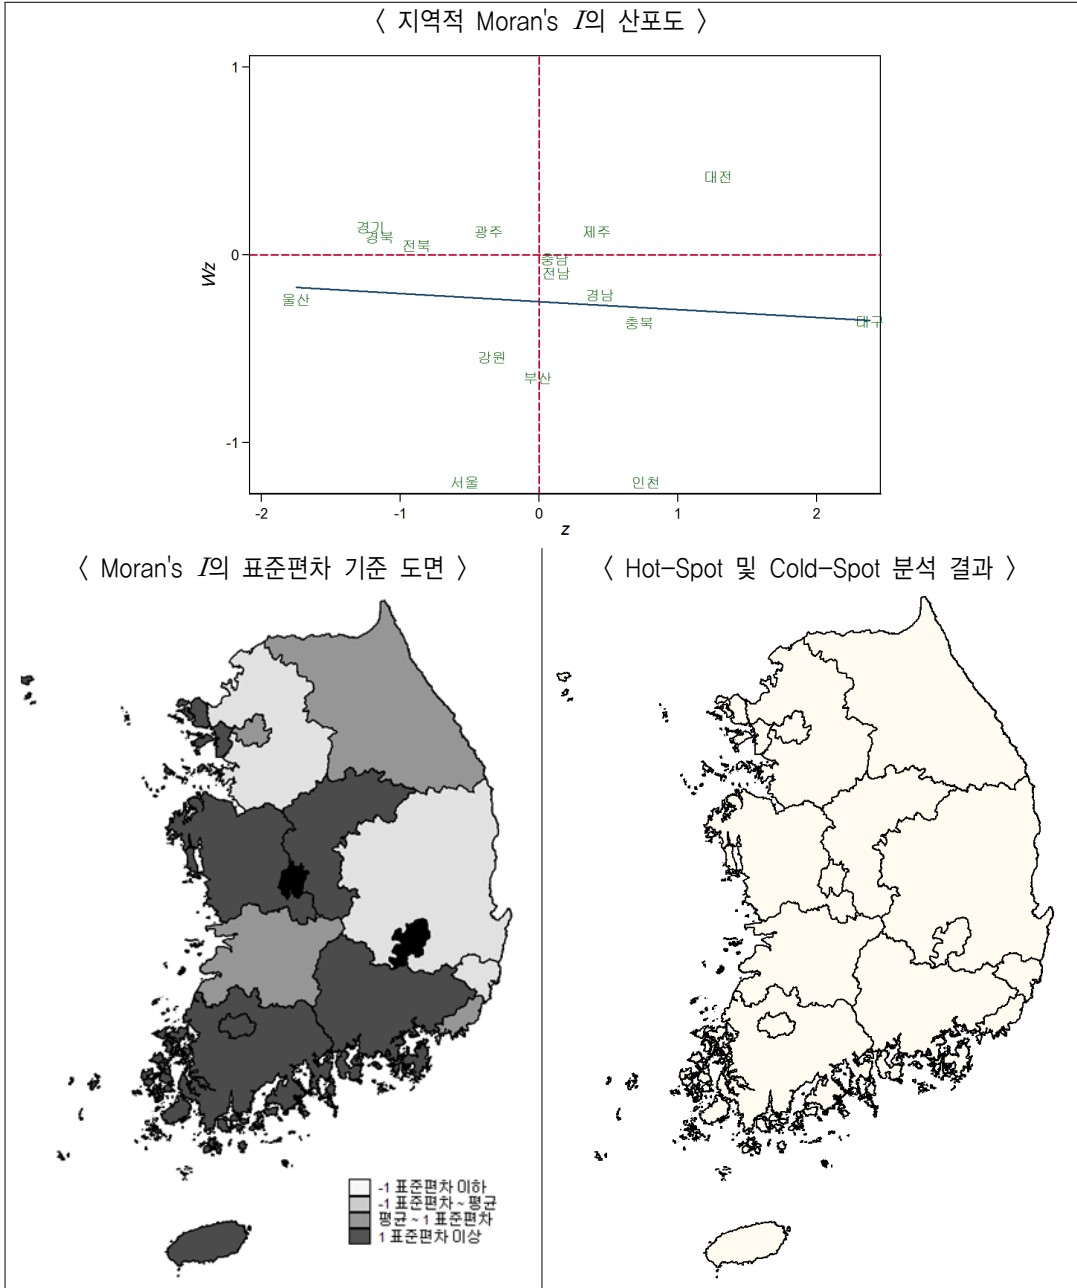 〈 지역적 Moran's I의 산포도 〉
1
대전
경기
경북
전북
광주
제주
0
충남
전남
Wz
울산
경남
충북
대구
강원
부산
-1
서울
인천
-2 -1 0 1 2
z
〈 Moran's I의 표준편차 기준 도면 〉
-1 표준편차 이하
-1 표준편차 ~ 평균
평균 ~ 1 표준편차
1 표준편차 이상
〈 Hot-Spot 및 Cold-Spot 분석 결과 〉